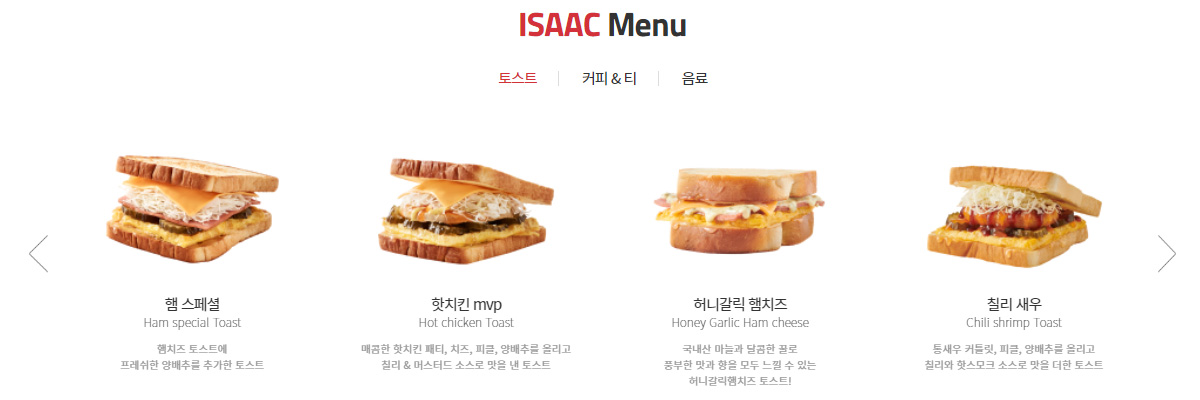 ISAAC Menu
토스트
커피 & 티
음료
햄 스페셜
Ham special Toast
햄치즈 토스트에
프레쉬한 양배추를 추가한 토스트
핫치킨 mvp
Hot chicken Toast
매콤한 핫치킨 패티, 치즈, 피클, 양배추를 올리고
칠리 & 머스터드 소스로 맛을 낸 토스트
허니갈릭 햄치즈
Honey Garlic Ham cheese
국내산 마늘과 달콤한 꿀로
풍부한 맛과 향을 모두 느낄 수 있는
허니갈릭햄치즈 토스트!
칠리 새우
Chili shrimp Toast
통새우 커틀릿, 피클, 양배추를 올리고
칠리와 핫스모크 소스로 맛을 더한 토스트